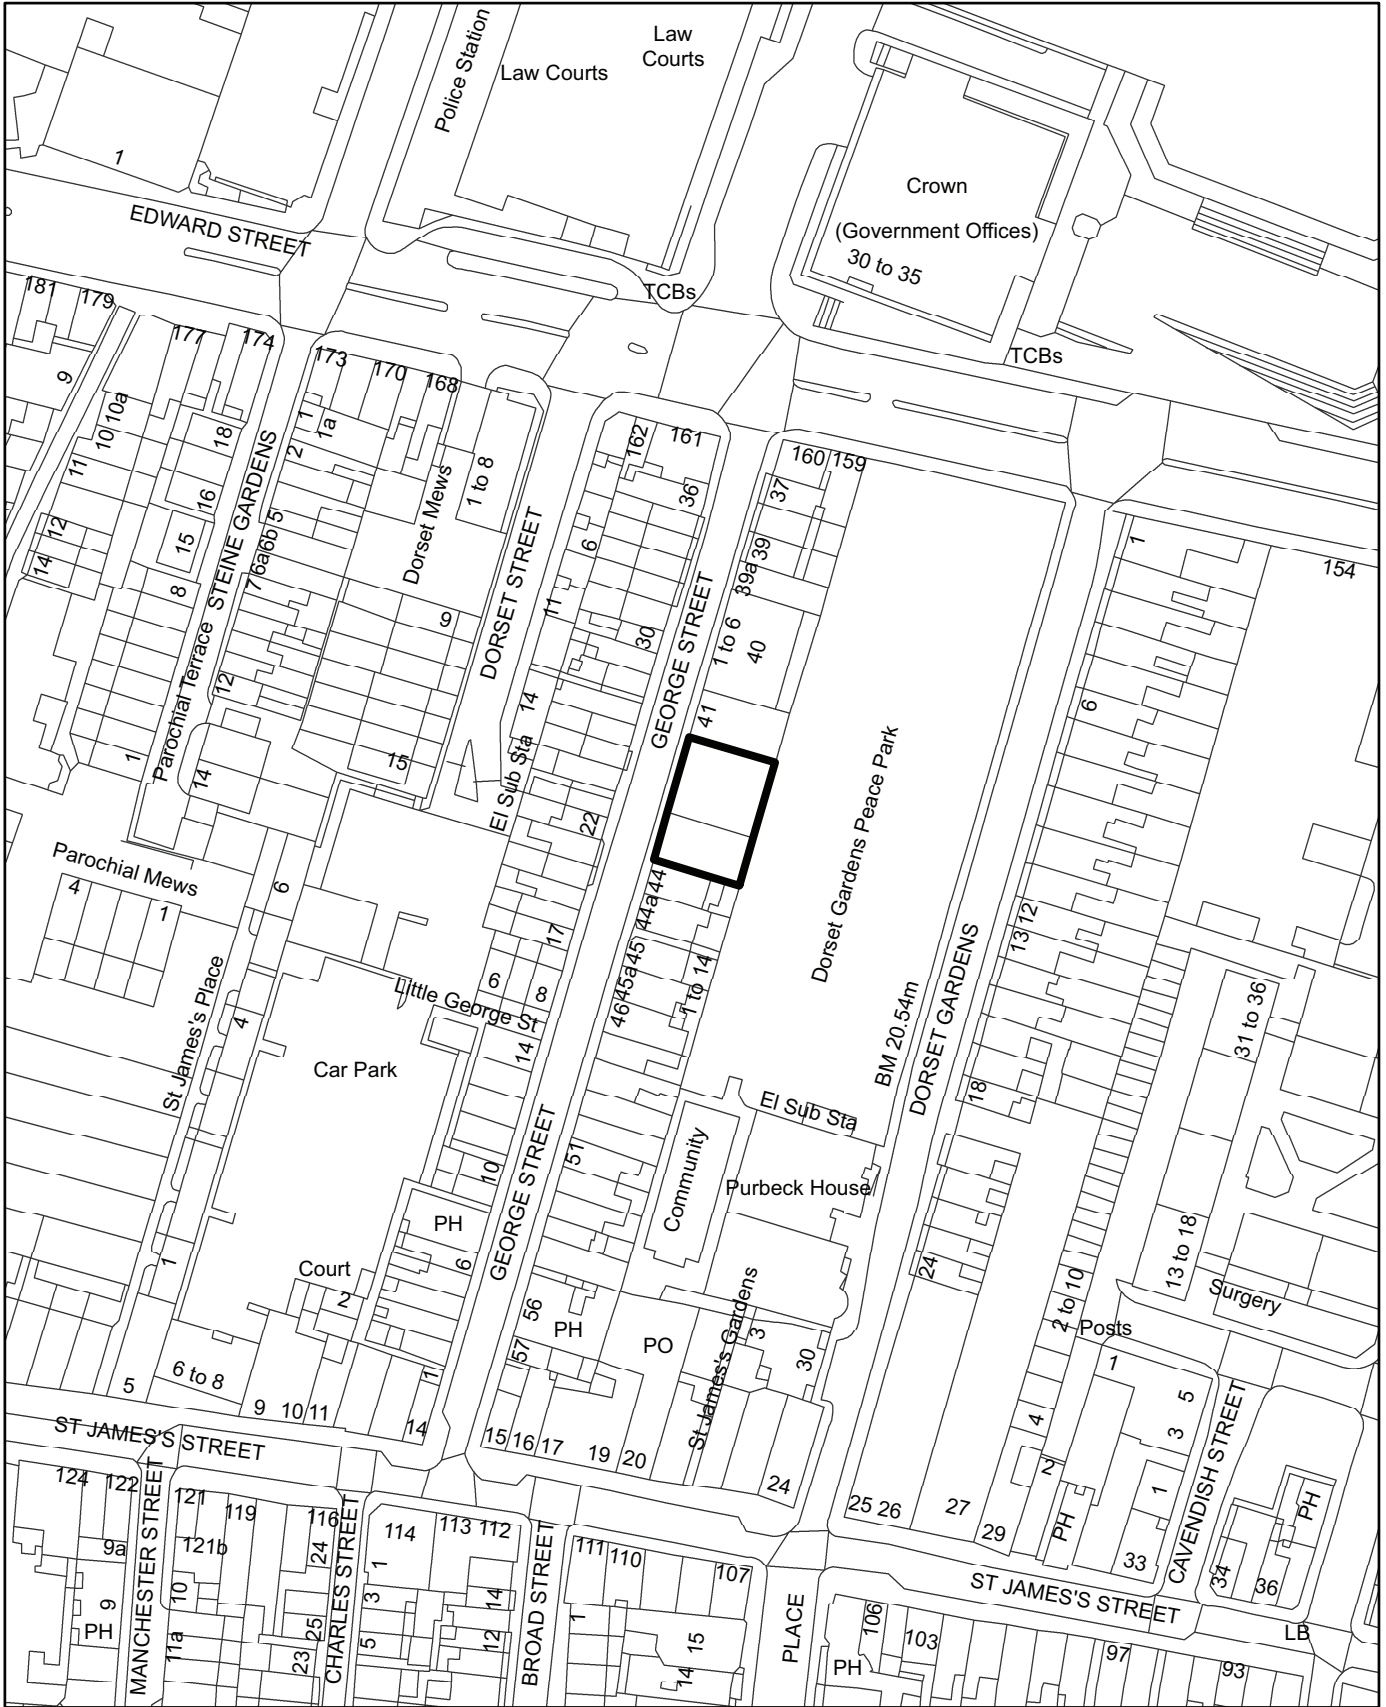 Police Station
Law Courts
Law
Courts
1
EDWARD STREET
Crown
(Government Offices)
30 to 35
TCBs
TCBs
181
179
177
174
173
170
168
9
10a
10
11
12
14
18
16
15
8
1
1a
2
5
6b
6a
7
12
14
1
STEINE GARDENS
Parochial Terrace
Dorset Mews
1 to 8
9
15
DORSET STREET
162
161
36
6
11
30
14
El Sub Sta
22
17
GEORGE STREET
160
159
37
39
39a
1 to 6
40
41
44
44a
45
45a
46
1 to 14
Dorset Gardens Peace Park
BM 20.54m
DORSET GARDENS
1
154
6
12
13
18
24
31 to 36
13 to 18
2 to 10
Surgery
Posts
Parochial Mews
4
1
6
St James's Place
4
1
Little George St
6
8
14
Car Park
10
PH
6
Court
2
1
GEORGE STREET
51
56
57
PH
PO
Community
El Sub Sta
Purbeck House
St James's Gardens
3
30
5
6 to 8
9
10
11
14
15
16
17
19
20
24
25
26
27
29
4
2
PH
33
1
5
3
1
CAVENDISH STREET
34
36
PH
ST JAMES'S STREET
124
122
121
119
116
114
113
112
111
110
107
9a
121b
24
1
9
10
3
14
1
PH
11a
25
23
5
12
15
14
MANCHESTER STREET
CHARLES STREET
BROAD STREET
PLACE
ST JAMES'S STREET
106
103
PH
97
93
LB